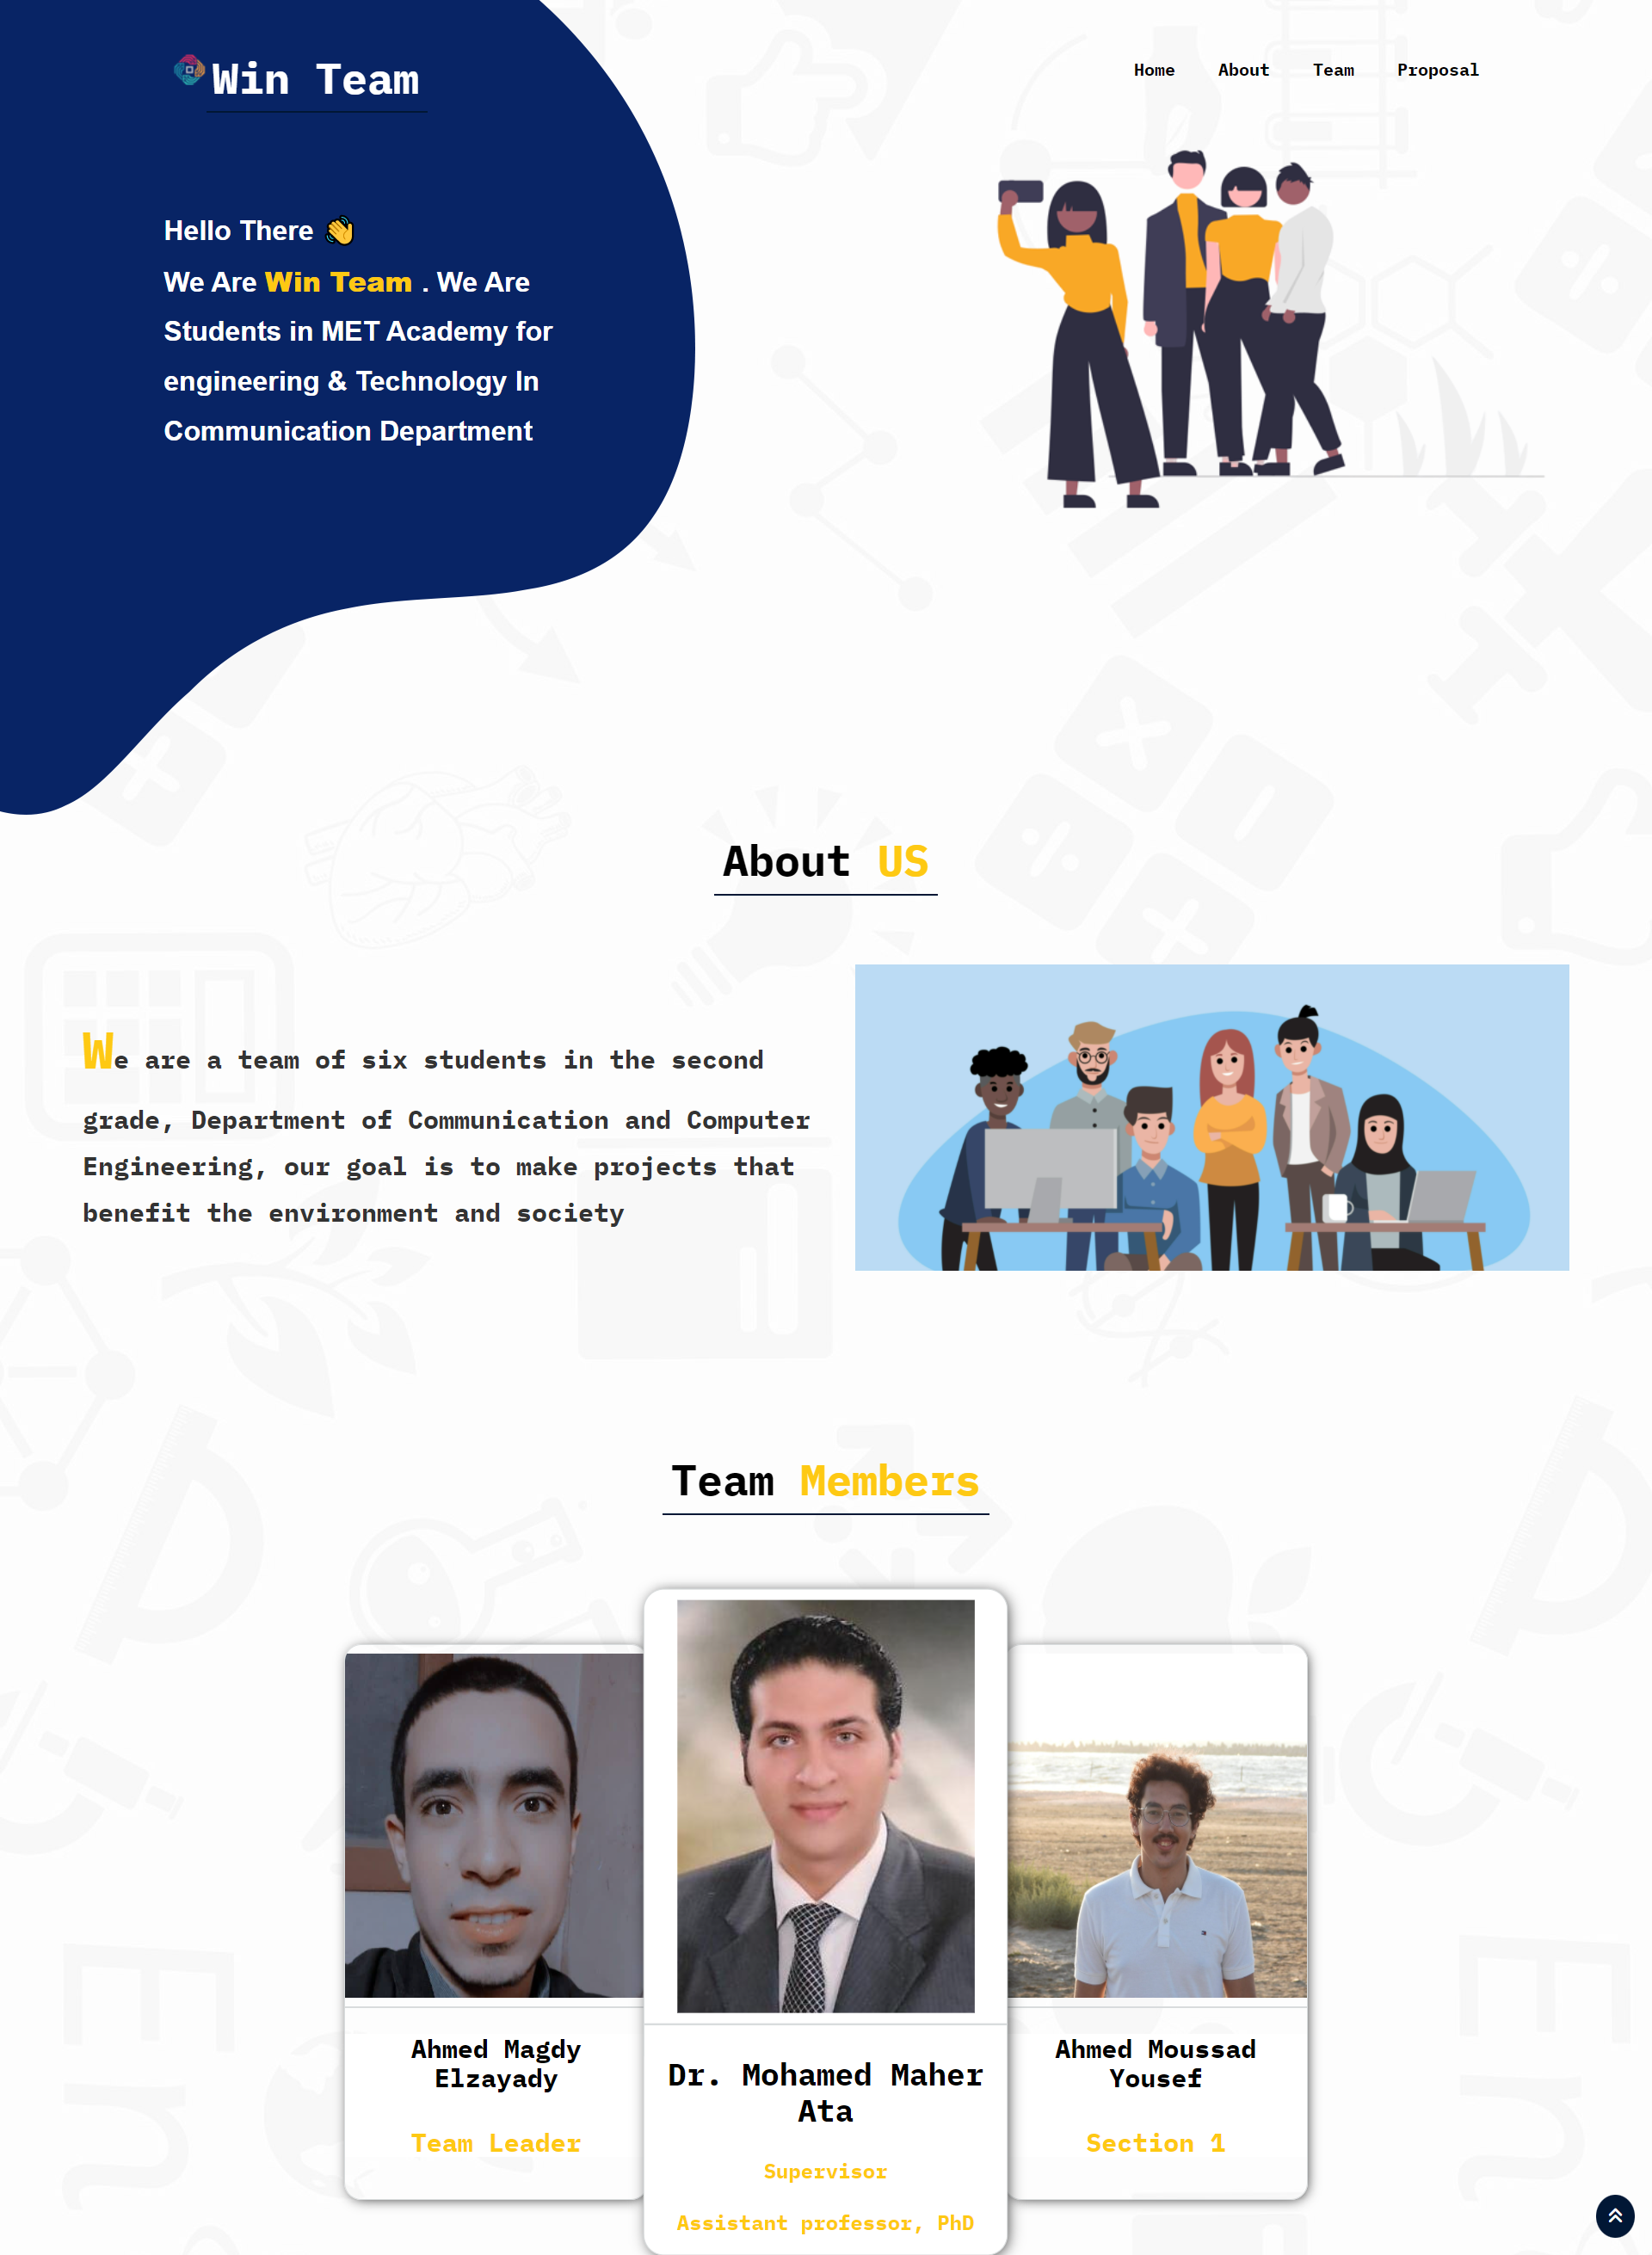 Win Team
Home About Team Proposal
Hello There 👋
We Are Win Team . We Are
Students in MET Academy for
engineering & Technology In
Communication Department
About US
We are a team of six students in the second
grade, Department of Communication and Computer
Engineering, our goal is to make projects that
benefit the environment and society
Team Members
Ahmed Magdy
Elzayady
Team Leader
Dr. Mohamed Maher
Ata
Supervisor
Assistant professor, PhD
Ahmed Moussad
Yousef
Section 1
En
En